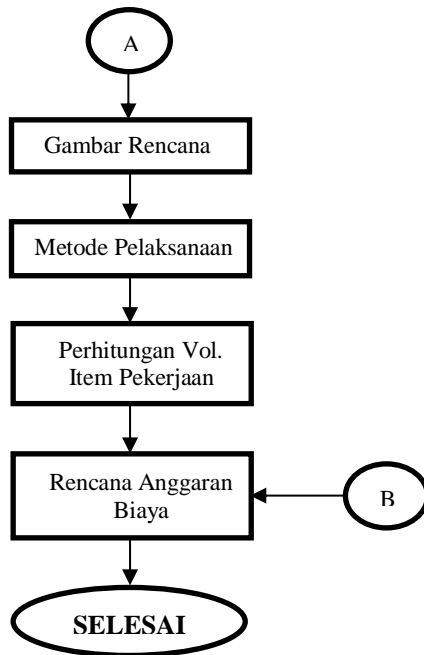 A
Gambar Rencana
Metode Pelaksanaan
Perhitungan Vol.
Item Pekerjaan
Rencana Anggaran
Biaya
B
SELESAI